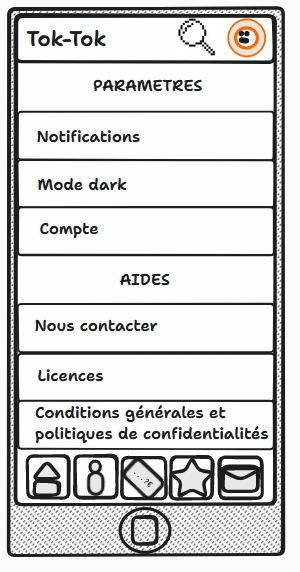 Tok-Tok
PARAMETRES
Notifications
Mode dark
Compte
AIDES
Nous contacter
Licences
Conditions générales et
politiques de confidentialités